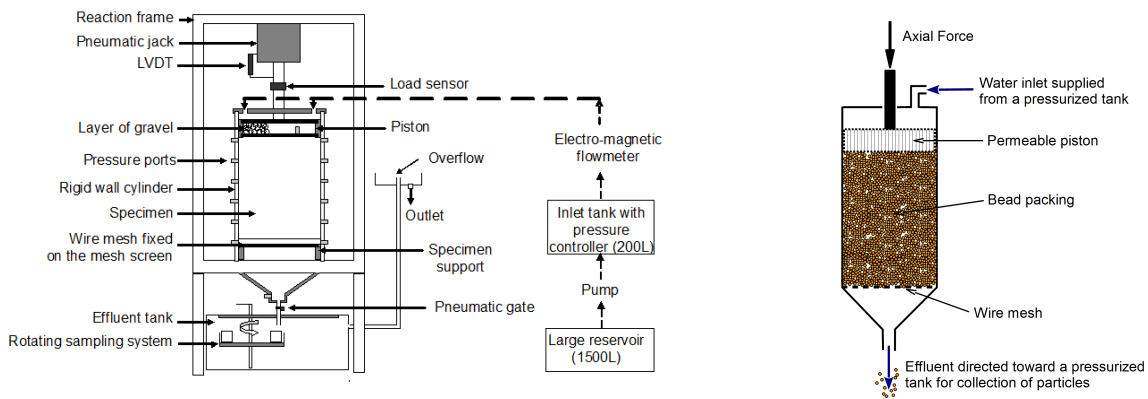 Reaction frame
Pneumatic jack
LVDT
Load sensor
Layer of gravel
Piston
Pressure ports
Rigid wall cylinder
Specimen
Wire mesh fixed
on the mesh screen
Overflow
Outlet
Specimen
support
Pneumatic gate
Effluent tank
Rotating sampling system
Electro-magnetic
flowmeter
Inlet tank with
pressure
controller (200L)
Pump
Large reservoir
(1500L)
Axial Force
Water inlet supplied
from a pressurized tank
Permeable piston
Bead packing
Wire mesh
Effluent directed toward a pressurized
tank for collection of particles